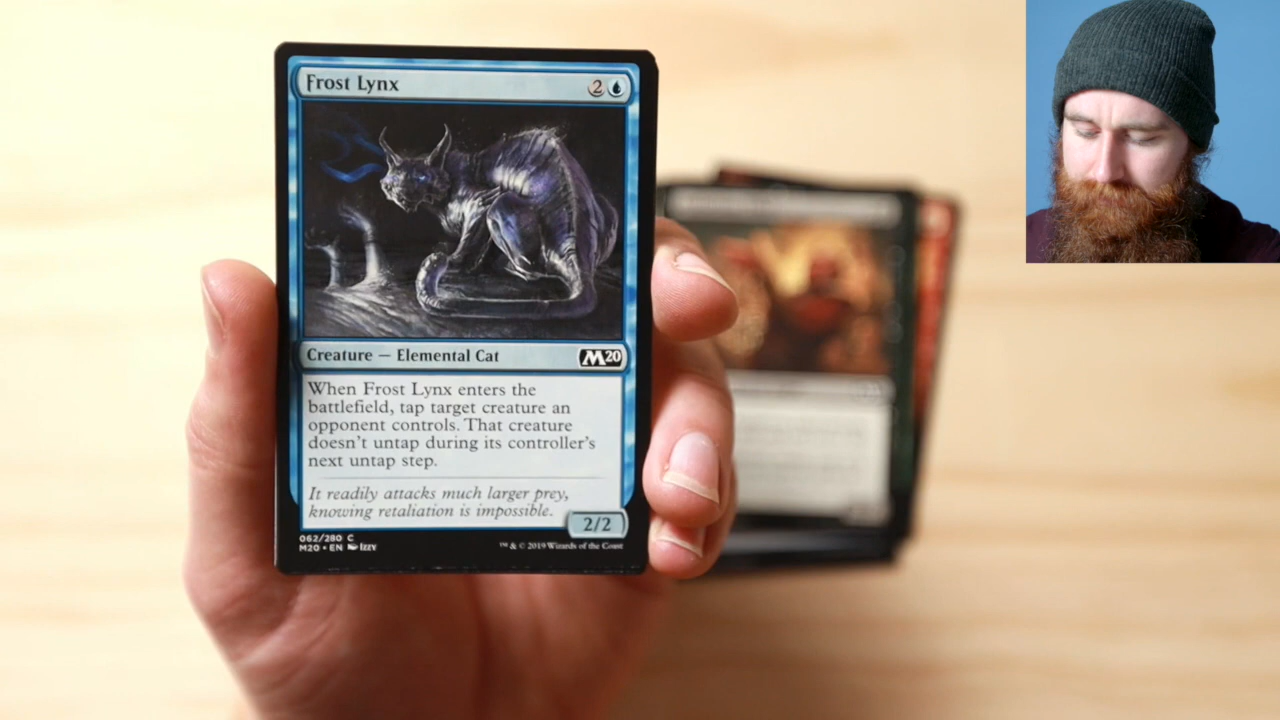 Frost Lynx 2
Creature — Elemental Cat M20
When Frost Lynx enters the
battlefield, tap target creature an
opponent controls. That creature
doesn't untap during its controller's
next untap step.
It readily attacks much larger prey,
knowing retaliation is impossible.
2/2
062/280 C
M20 • EN Izzy
™ & © 2019 Wizards of the Coast